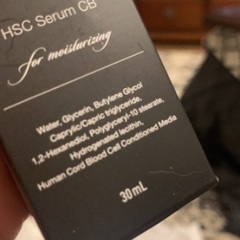 HSC Serum CB
for moisturizing
Water, Glycerin, Butylene Glycol
Caprylic/Capric triglyceride,
1,2-Hexanediol, Polyglyceryl-10 stearate,
Hydrogenated lecithin,
Human Cord Blood Cell Conditioned Media
30mL